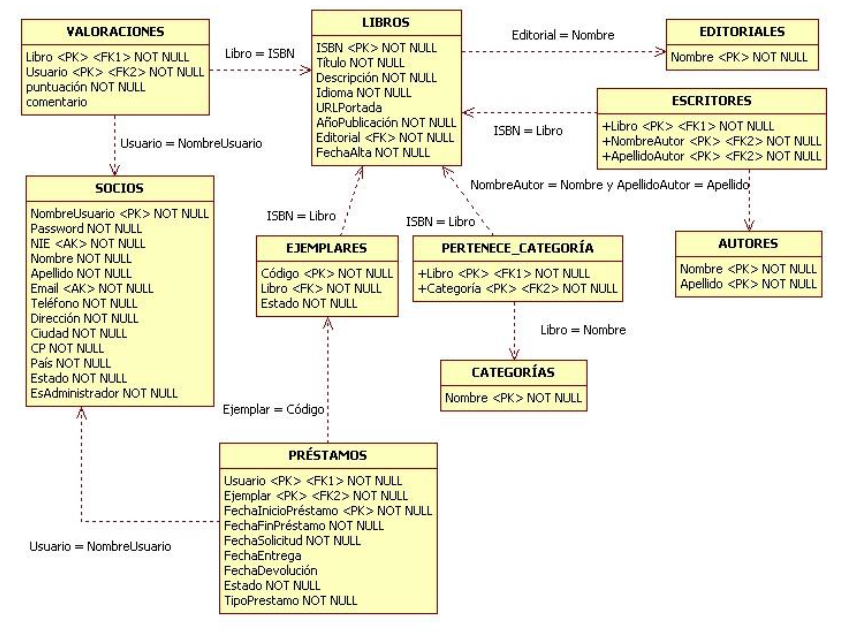 VALORACIONES
Libro <PK> <FK1> NOT NULL
Usuario <PK> <FK2> NOT NULL
puntuación NOT NULL
comentario
Libro = ISBN
LIBROS
ISBN <PK> NOT NULL
Título NOT NULL
Descripción NOT NULL
Idioma NOT NULL
URLPortada
AñoPublicación NOT NULL
Editorial <FK> NOT NULL
FechaAlta NOT NULL
Editorial = Nombre
EDITORIALES
Nombre <PK> NOT NULL
ESCRITORES
+Libro <PK> <FK1> NOT NULL
+NombreAutor <PK> <FK2> NOT NULL
+ApellidoAutor <PK> <FK2> NOT NULL
ISBN = Libro
Usuario = NombreUsuario
NombreAutor = Nombre y ApellidoAutor = Apellido
SOCIOS
NombreUsuario <PK> NOT NULL
Password NOT NULL
NIE <AK> NOT NULL
Nombre NOT NULL
Apellido NOT NULL
Email <AK> NOT NULL
Teléfono NOT NULL
Dirección NOT NULL
Ciudad NOT NULL
CP NOT NULL
País NOT NULL
Estado NOT NULL
EsAdministrador NOT NULL
ISBN = Libro
ISBN = Libro
EJEMPLARES
Código <PK> NOT NULL
Libro <FK> NOT NULL
Estado NOT NULL
PERTENECE_CATEGORÍA
+Libro <PK> <FK1> NOT NULL
+Categoría <PK> <FK2> NOT NULL
AUTORES
Nombre <PK> NOT NULL
Apellido <PK> NOT NULL
Libro = Nombre
CATEGORÍAS
Nombre <PK> NOT NULL
Ejemplar = Código
PRÉSTAMOS
Usuario <PK> <FK1> NOT NULL
Ejemplar <PK> <FK2> NOT NULL
FechaInicioPréstamo <PK> NOT NULL
FechaFinPréstamo NOT NULL
FechaSolicitud NOT NULL
FechaEntrega
FechaDevolución
Estado NOT NULL
TipoPrestamo NOT NULL
Usuario = NombreUsuario